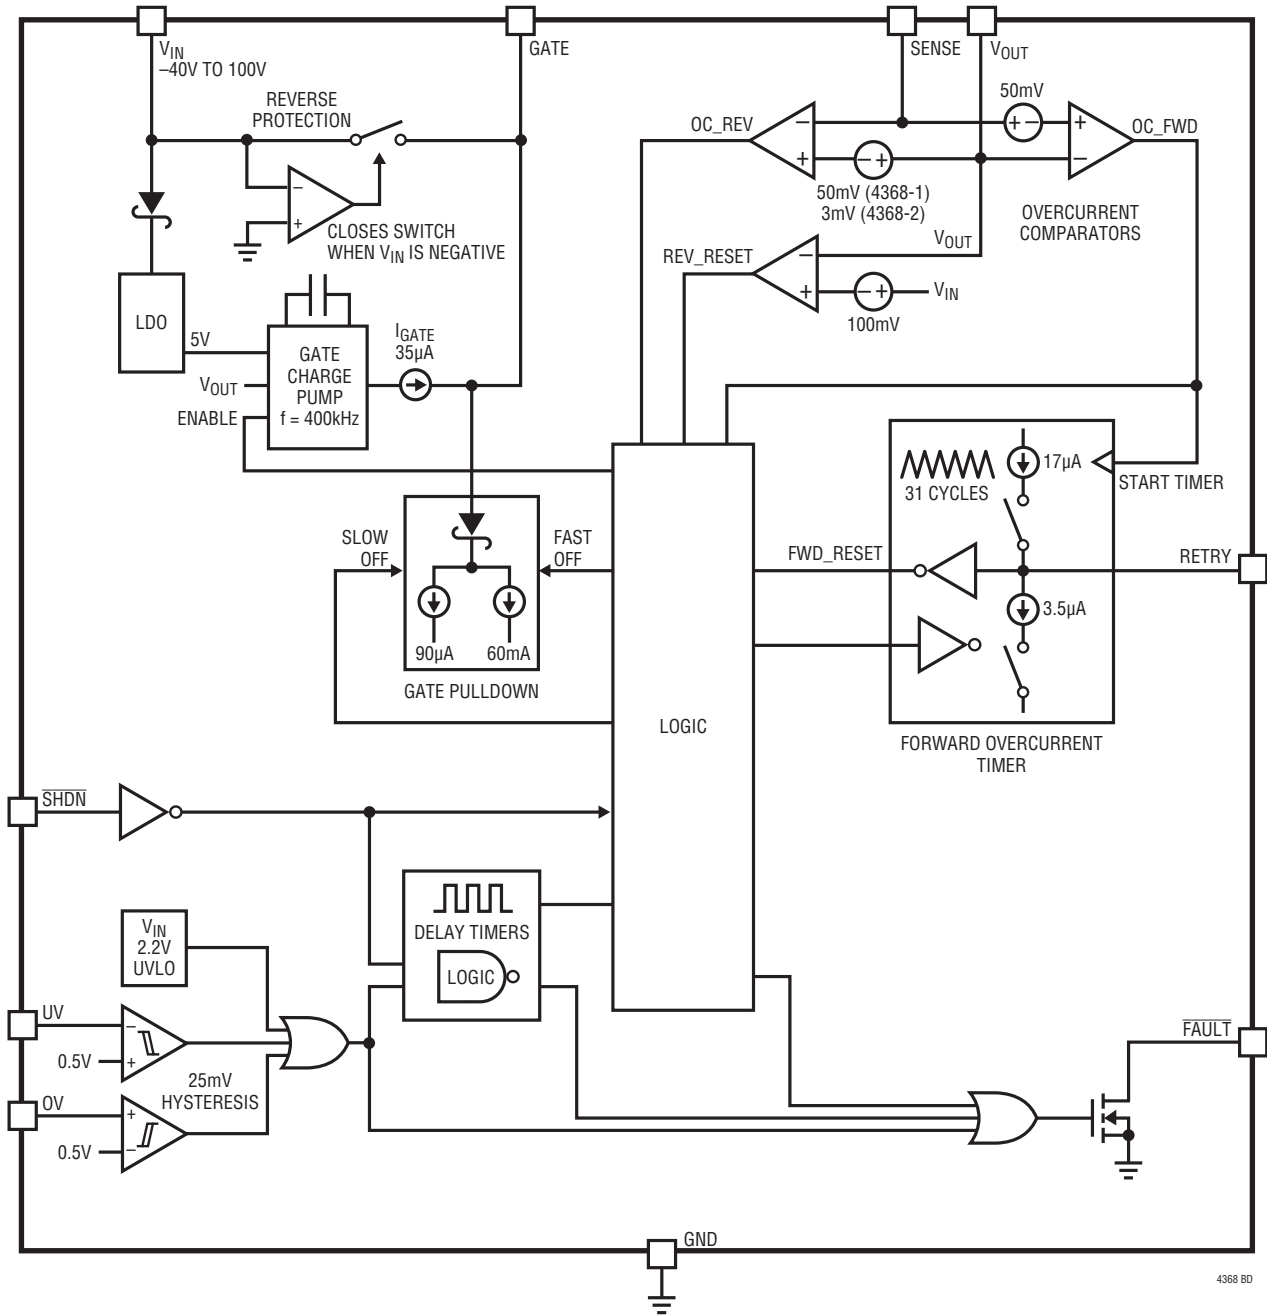 VIN
–40V TO 100V
GATE
SENSE
VOUT
REVERSE
PROTECTION
–
+
CLOSES SWITCH
WHEN VIN IS NEGATIVE
50mV
OC_REV
–
+
+ –
+
–
OC_FWD
– +
50mV (4368-1)
3mV (4368-2)
OVERCURRENT
COMPARATORS
VOUT
REV_RESET
–
+
– +
VIN
100mV
LDO
5V
VOUT
ENABLE
GATE
CHARGE
PUMP
f = 400kHz
IGATE
35µA
31 CYCLES
17µA
START TIMER
SLOW
OFF
FAST
OFF
90µA
60mA
GATE PULLDOWN
FWD_RESET
RETRY
3.5µA
LOGIC
FORWARD OVERCURRENT
TIMER
SHDN
DELAY TIMERS
LOGIC
VIN
2.2V
UVLO
UV
–
0.5V
+
25mV
HYSTERESIS
OV
+
0.5V
–
FAULT
GND
4368 BD